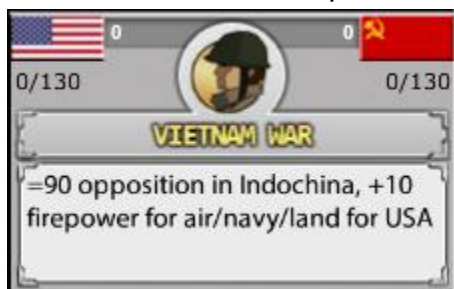 0 0
0/130 0/130
VIETNAM WAR
=90 opposition in Indochina, +10
firepower for air/navy/land for USA